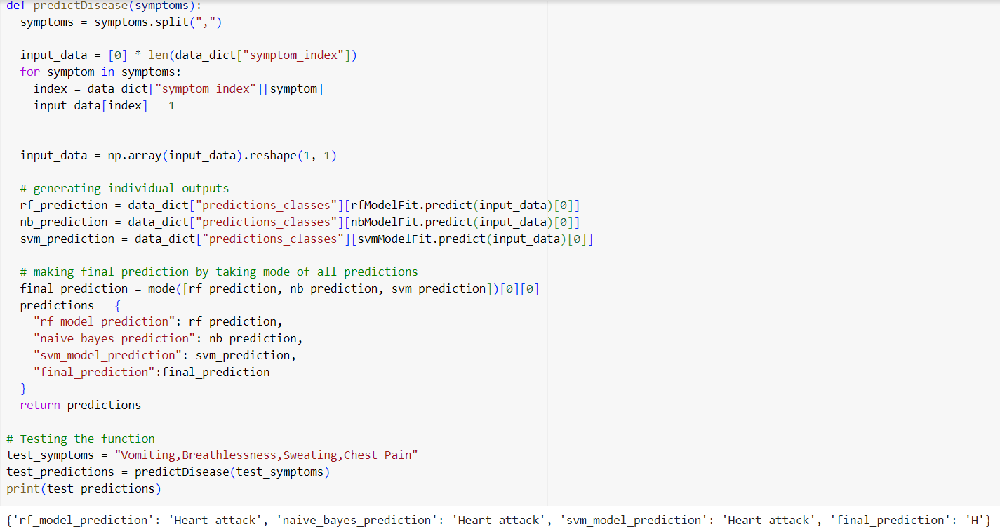 def predictDisease(symptoms):
  symptoms = symptoms.split(",")
  input_data = [0] * len(data_dict["symptom_index"])
  for symptom in symptoms:
    index = data_dict["symptom_index"][symptom]
    input_data[index] = 1
  input_data = np.array(input_data).reshape(1,-1)
  # generating individual outputs
  rf_prediction = data_dict["predictions_classes"][rfModelFit.predict(input_data)[0]]
  nb_prediction = data_dict["predictions_classes"][nbModelFit.predict(input_data)[0]]
  svm_prediction = data_dict["predictions_classes"][svmModelFit.predict(input_data)[0]]
  # making final prediction by taking mode of all predictions
  final_prediction = mode([rf_prediction, nb_prediction, svm_prediction])[0][0]
  predictions = {
    "rf_model_prediction": rf_prediction,
    "naive_bayes_prediction": nb_prediction,
    "svm_model_prediction": svm_prediction,
    "final_prediction":final_prediction
  }
  return predictions
# Testing the function
test_symptoms = "Vomiting,Breathlessness,Sweating,Chest Pain"
test_predictions = predictDisease(test_symptoms)
print(test_predictions)
{'rf_model_prediction': 'Heart attack', 'naive_bayes_prediction': 'Heart attack', 'svm_model_prediction': 'Heart attack', 'final_prediction': 'H'}